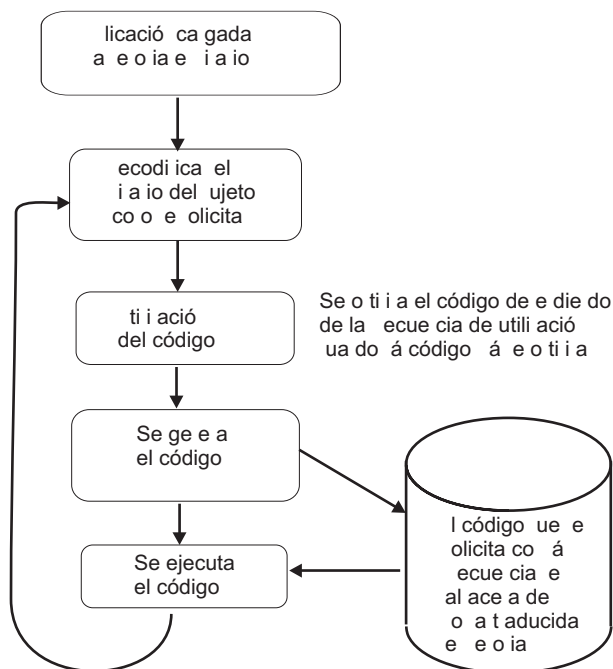 licació ca gada
a e o ia e i a io
ecodi ica el
i a io del ujeto
co o e olicita
ti i ació
del código
Se o ti i a el código de e die do
de la ecue cia de utili ació
ua do á código á e o ti i a
Se ge e a
el código
l código ue e
olicita co á
ecue cia e
al ace a de
o a t aducida
e e o ia
Se ejecuta
el código